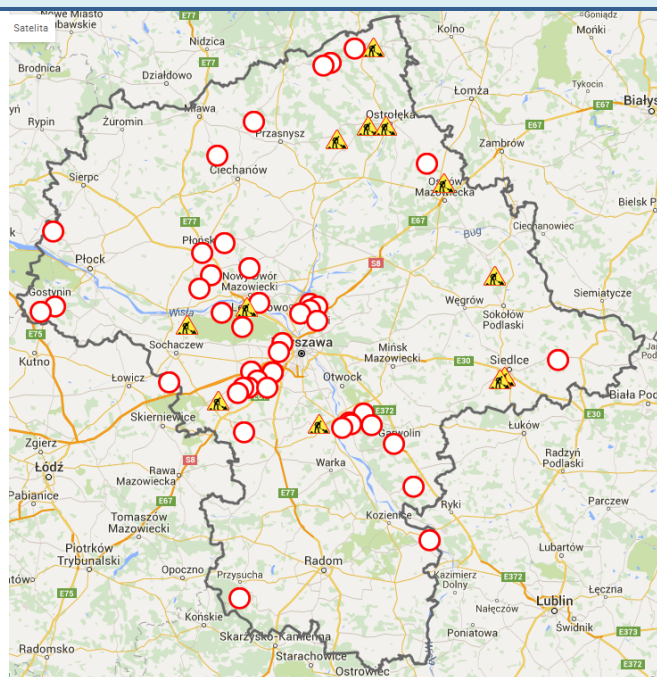 Nowe Miasto
Lubawskie
Satelita
Goniądz
Mońki
Kolno
Nidzica
E77
Brodnica
Działdowo
Łomża
Tykocin
E67
Białys
Rypin
Żuromin
Mława
Przasnysz
Ostrołęka
E67
Zambrów
Sierpc
Ciechanów
Ostrów
Mazowiecka
Bielsk P
E77
E67
Ciechanowiec
Bug
Płońsk
Płock
S8
Nowy Dwór
Mazowiecki
Węgrów
Siemiatycze
Gostynin
Wisła
Sokołów
Podlaski
E75
Sochaczew
szawa
Mińsk
Mazowiecki
Kutno
E30
Siedlce
Łowicz
Otwock
Biała Po
Skierniewice
E372
E30
Garwolin
Łuków
Zgierz
S8
Warka
Radzyń
Podlaski
Łódź
Rawa
Mazowiecka
E77
Pabianice
E67
Ryki
Parczew
Tomaszów
Mazowiecki
Kozienice
Piotrków
Trybunalski
Lubartów
Opoczno
Radom
Przysucha
Kazimierz
Dolny
E372
E75
Łęczna
Nałęczów
Lublin
Końskie
Świdnik
E373
Poniatowa
Skarżysko-Kamienna
Radomsko
Starachowice
Ostrowiec